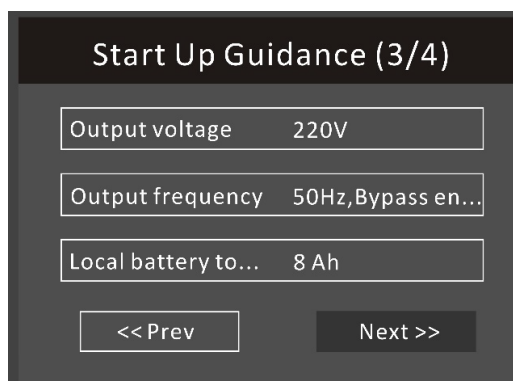 Start Up Guidance (3/4)
Output voltage 220V
Output frequency 50Hz,Bypass en...
Local battery to... 8 Ah
<<Prev Next >>